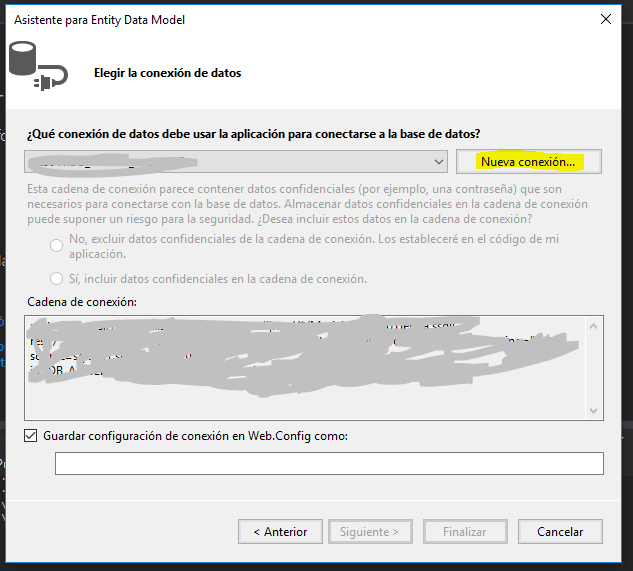 Asistente para Entity Data Model
Elegir la conexión de datos
¿Qué conexión de datos debe usar la aplicación para conectarse a la base de datos?
Nueva conexión...
Esta cadena de conexión parece contener datos confidenciales (por ejemplo, una contraseña) que son
necesarios para conectarse con la base de datos. Almacenar datos confidenciales en la cadena de conexión
puede suponer un riesgo para la seguridad. ¿Desea incluir estos datos en la cadena de conexión?
No, excluir datos confidenciales de la cadena de conexión. Los estableceré en el código de mi
aplicación.
Sí, incluir datos confidenciales en la cadena de conexión.
Cadena de conexión:
Guardar configuración de conexión en Web.Config como:
< Anterior
Siguiente >
Finalizar
Cancelar